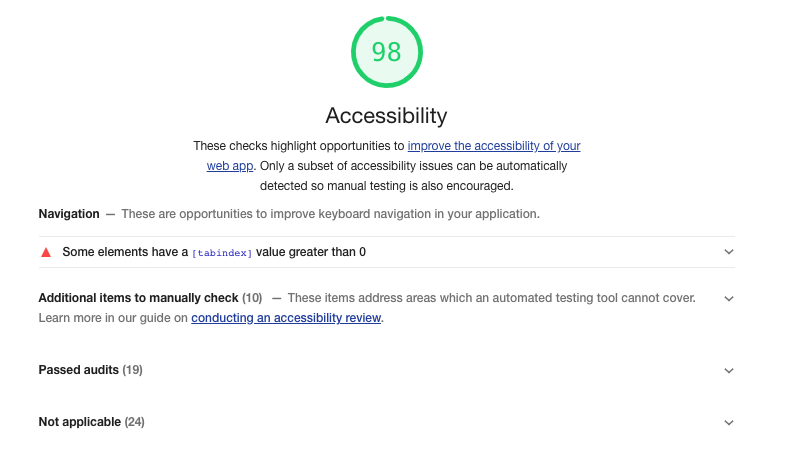 98
Accessibility
These checks highlight opportunities to improve the accessibility of your
web app. Only a subset of accessibility issues can be automatically
detected so manual testing is also encouraged.
Navigation — These are opportunities to improve keyboard navigation in your application.
Some elements have a [tabindex] value greater than 0
Additional items to manually check (10) — These items address areas which an automated testing tool cannot cover.
Learn more in our guide on conducting an accessibility review.
Passed audits (19)
Not applicable (24)